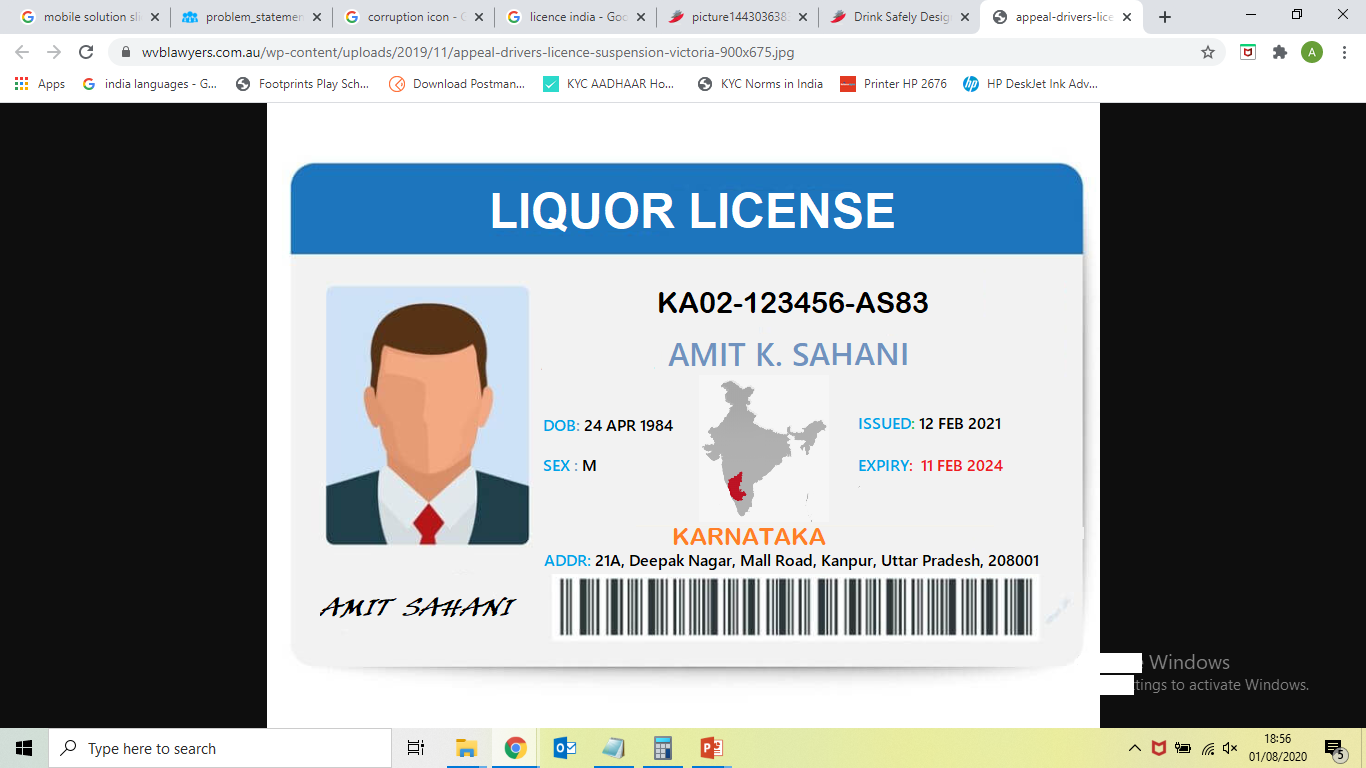 mobile solution sli
problem_statemen
corruption icon - G
licence india - Goo
picture1443036383
Drink Safely Desig
appeal-drivers-lice
wvblawyers.com.au/wp-content/uploads/2019/11/appeal-drivers-licence-suspension-victoria-900x675.jpg
A
Apps
india languages - G...
Footprints Play Sch...
Download Postman...
KYC AADHAAR Ho...
KYC Norms in India
Printer HP 2676
HP DeskJet Ink Adv...
LIQUOR LICENSE
KA02-123456-AS83
AMIT K. SAHANI
DOB: 24 APR 1984
ISSUED: 12 FEB 2021
SEX : M
EXPIRY: 11 FEB 2024
KARNATAKA
ADDR: 21A, Deepak Nagar, Mall Road, Kanpur, Uttar Pradesh, 208001
AMIT SAHANI
Windows
tings to activate Windows.
Type here to search
18:56
01/08/2020
5